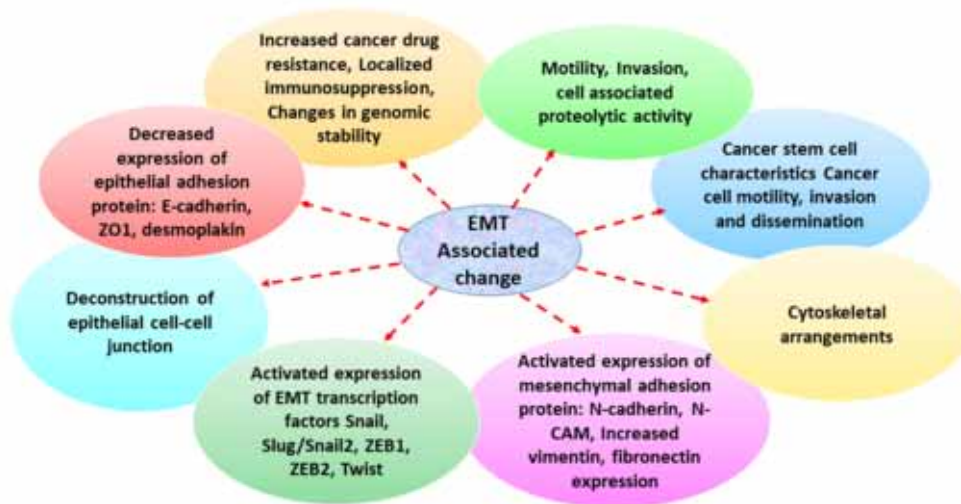 Increased cancer drug
resistance, Localized
immunosuppression,
Changes in genomic
stability
Motility, Invasion,
cell associated
proteolytic activity
Decreased
expression of
epithelial adhesion
protein: E-cadherin,
ZO1, desmoplakin
Cancer stem cell
characteristics Cancer
cell motility, invasion
and dissemination
EMT
Associated
change
Deconstruction of
epithelial cell-cell
junction
Cytoskeletal
arrangements
Activated expression
of EMT transcription
factors Snail,
Slug/Snail2, ZEB1,
ZEB2, Twist
Activated expression of
mesenchymal adhesion
protein: N-cadherin, N-
CAM, Increased
vimentin, fibronectin
expression